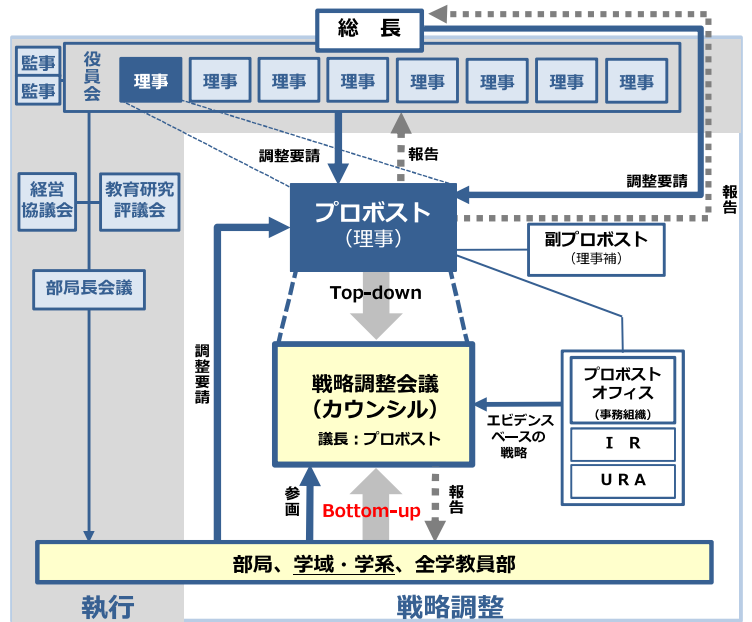 総　長
監事
監事
役員会
理事
理事
理事
理事
理事
理事
理事
理事
調整要請
報告
調整要請
報告
経営
協議会
教育研究
評議会
プロボスト
（理事）
副プロボスト
（理事補）
部局長会議
Top-down
調整要請
戦略調整会議
（カウンシル）
議長：プロボスト
エビデンス
ベースの
戦略
プロボスト
オフィス
（事務組織）
Ｉ　Ｒ
ＵＲＡ
参画
Bottom-up
報告
部局、学域・学系、全学教員部
執行
戦略調整